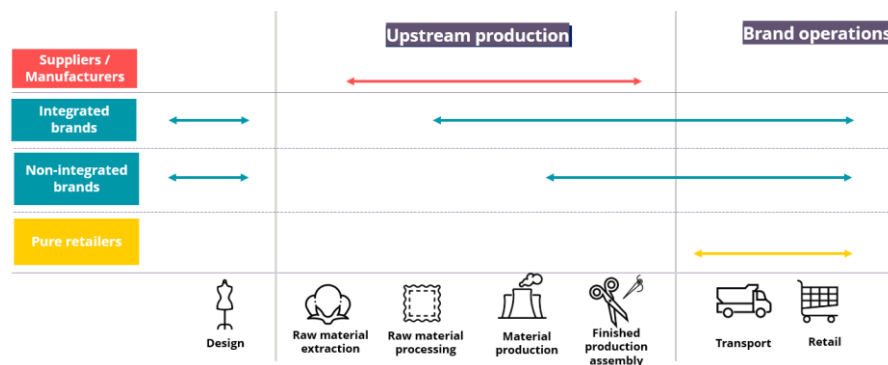 Upstream production
Brand operations
Suppliers /
Manufacturers
Integrated
brands
Non-integrated
brands
Pure retailers
Design
Raw material
extraction
Raw material
processing
Material
production
Finished
production
assembly
Transport
Retail